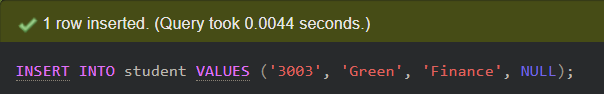 1 row inserted. (Query took 0.0044 seconds.)
INSERT INTO student VALUES ('3003', 'Green', 'Finance', NULL);